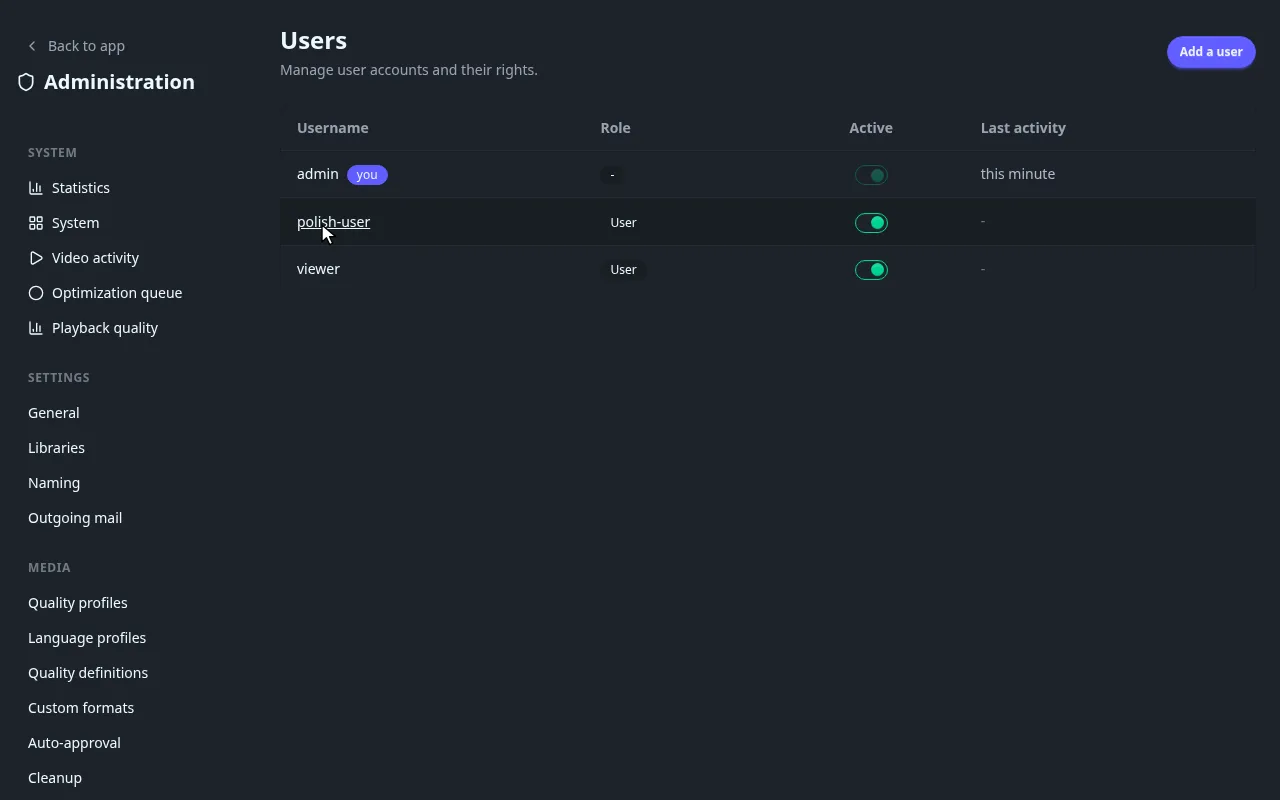 Back to app
Administration
SYSTEM
Statistics
System
Video activity
Optimization queue
Playback quality
SETTINGS
General
Libraries
Naming
Outgoing mail
MEDIA
Quality profiles
Language profiles
Quality definitions
Custom formats
Auto-approval
Cleanup
Users
Manage user accounts and their rights.
Add a user
Username Role Active Last activity
admin you - this minute
polish-user User -
viewer User -